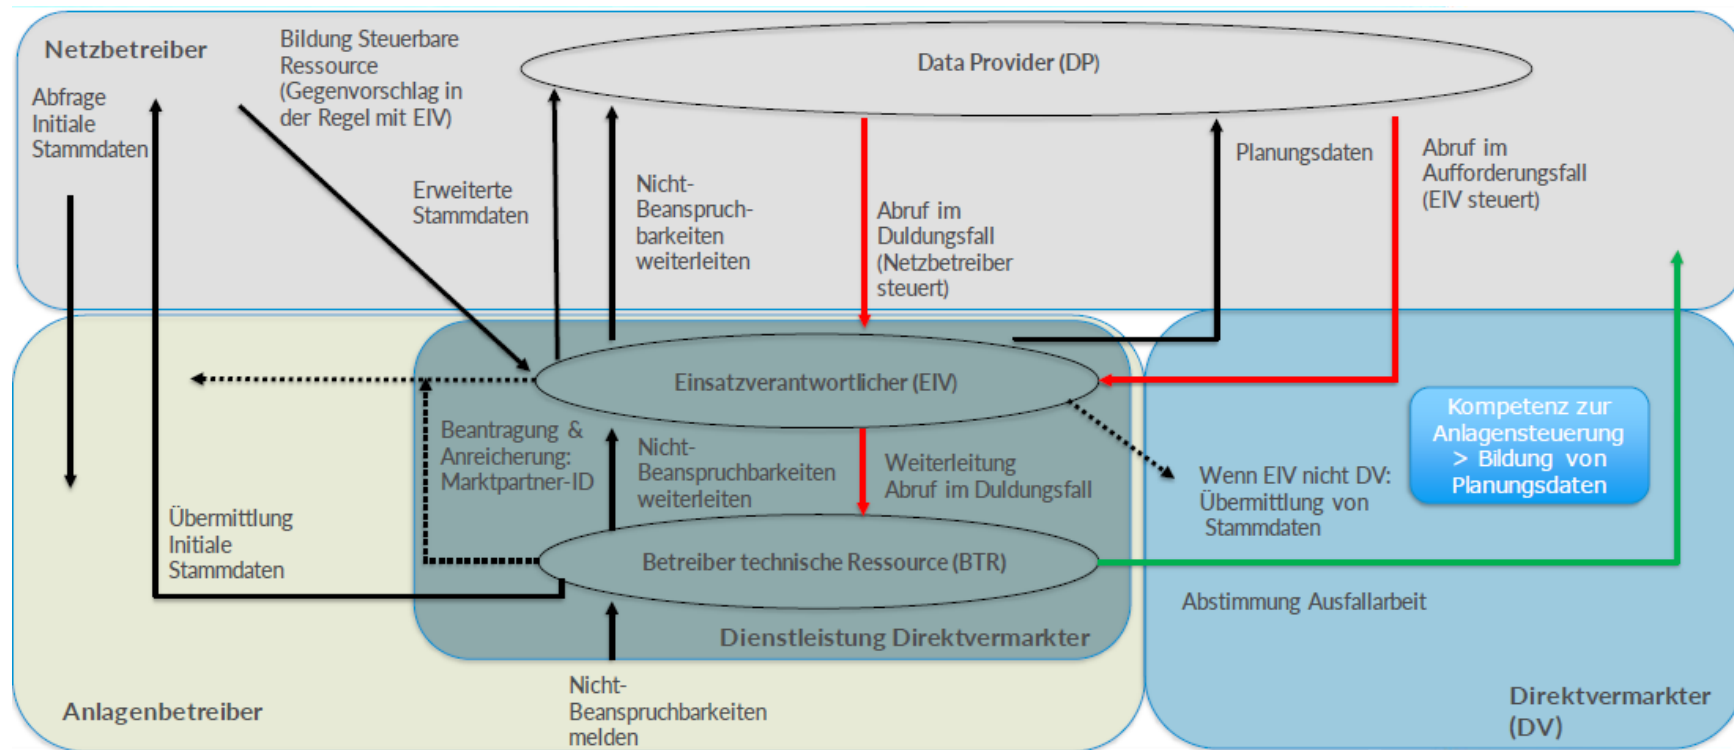 Netzbetreiber
Abfrage
Initiale
Stammdaten
Bildung Steuerbare
Ressource
(Gegenvorschlag in
der Regel mit EIV)
Data Provider (DP)
Erweiterte
Stammdaten
Nicht-
Beanspruch-
barkeiten
weiterleiten
Abruf im
Duldungsfall
(Netzbetreiber
steuert)
Planungsdaten
Abruf im
Aufforderungsfall
(EIV steuert)
Einsatzverantwortlicher (EIV)
Beantragung &
Anreicherung:
Marktpartner-ID
Nicht-
Beanspruchbarkeiten
weiterleiten
Weiterleitung
Abruf im Duldungsfall
Wenn EIV nicht DV:
Übermittlung von
Stammdaten
Kompetenz zur
Anlagensteuerung
> Bildung von
Planungsdaten
Übermittlung
Initiale
Stammdaten
Betreiber technische Ressource (BTR)
Abstimmung Ausfallarbeit
Dienstleistung Direktvermarkter
Nicht-
Beanspruchbarkeiten
melden
Anlagenbetreiber
Direktvermarkter
(DV)